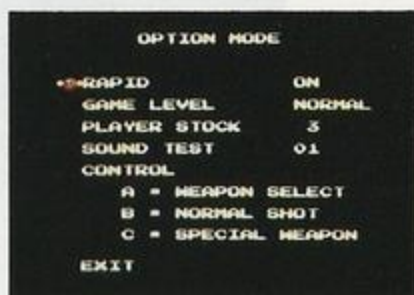 OPTION MODE
RAPID ON
GAME LEVEL NORMAL
PLAYER STOCK 3
SOUND TEST 01
CONTROL
A = WEAPON SELECT
B = NORMAL SHOT
C = SPECIAL WEAPON
EXIT